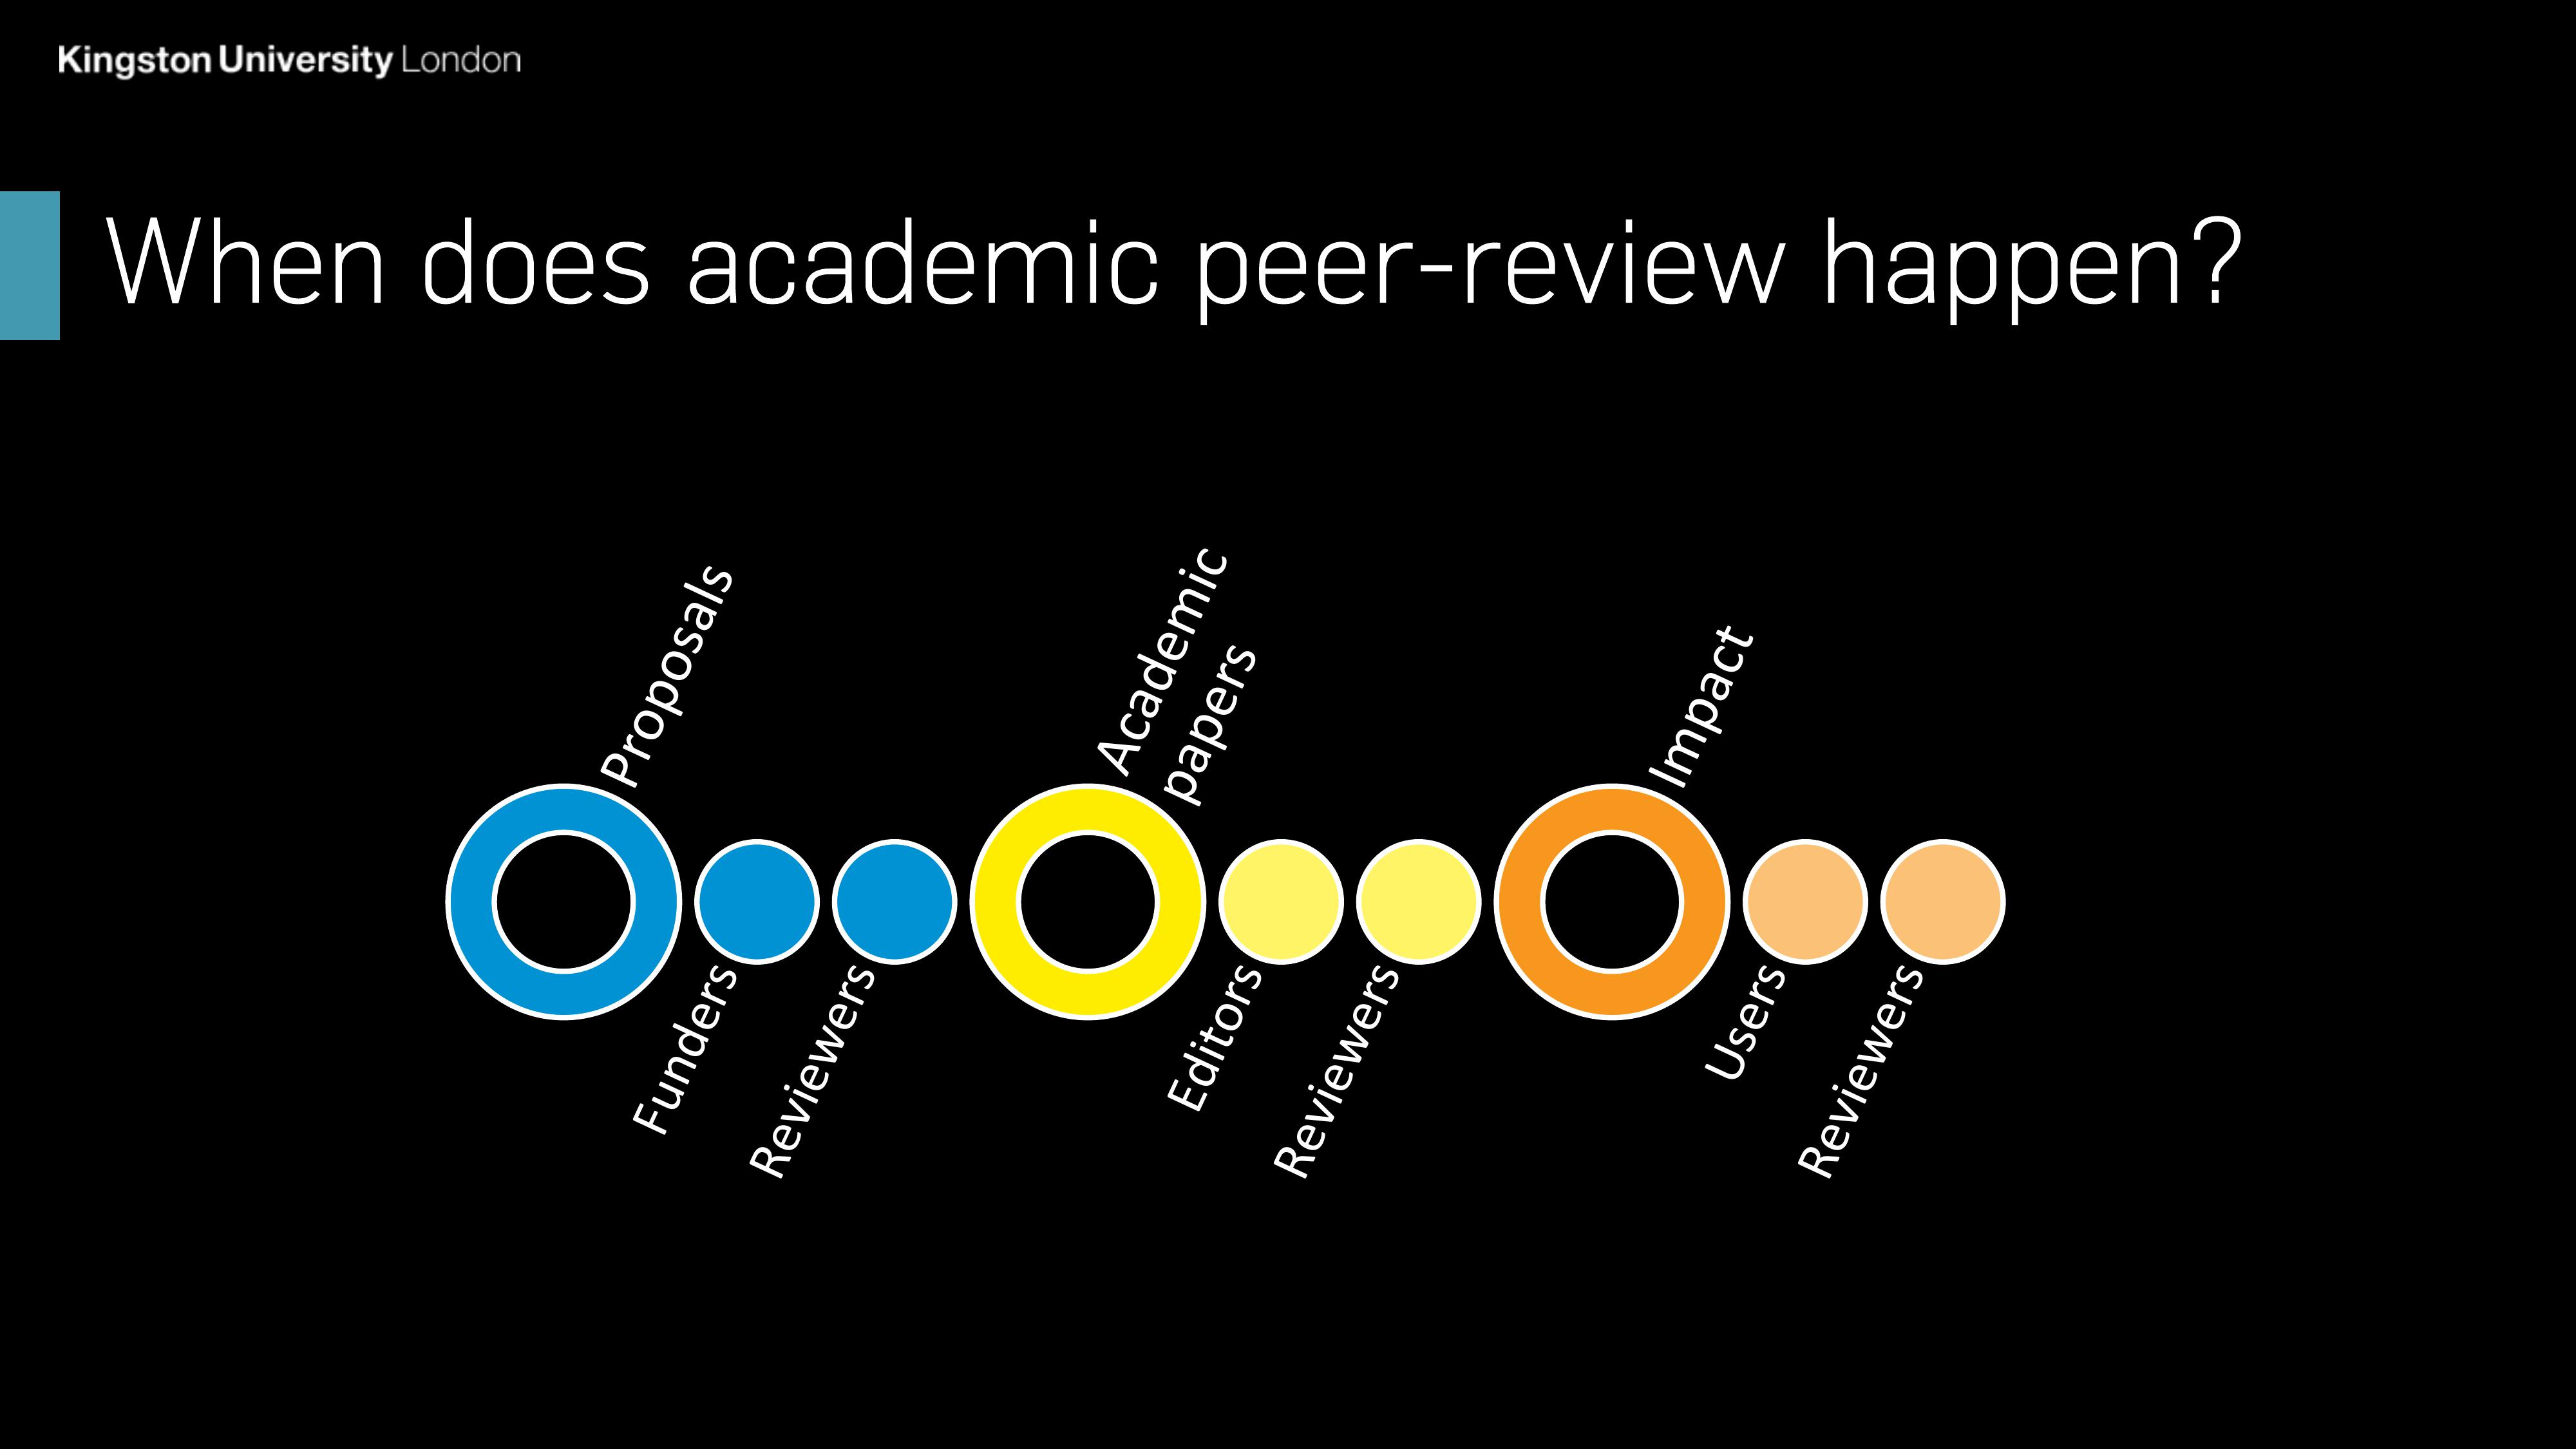 Kingston University London
When does academic peer-review happen?
Proposals
Funders
Reviewers
Academic
papers
Editors
Reviewers
Impact
Users
Reviewers